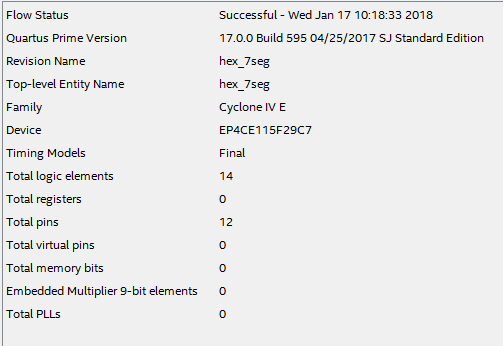 Flow Status Successful - Wed Jan 17 10:18:33 2018
Quartus Prime Version 17.0.0 Build 595 04/25/2017 SJ Standard Edition
Revision Name hex_7seg
Top-level Entity Name hex_7seg
Family Cyclone IV E
Device EP4CE115F29C7
Timing Models Final
Total logic elements 14
Total registers 0
Total pins 12
Total virtual pins 0
Total memory bits 0
Embedded Multiplier 9-bit elements 0
Total PLLs 0